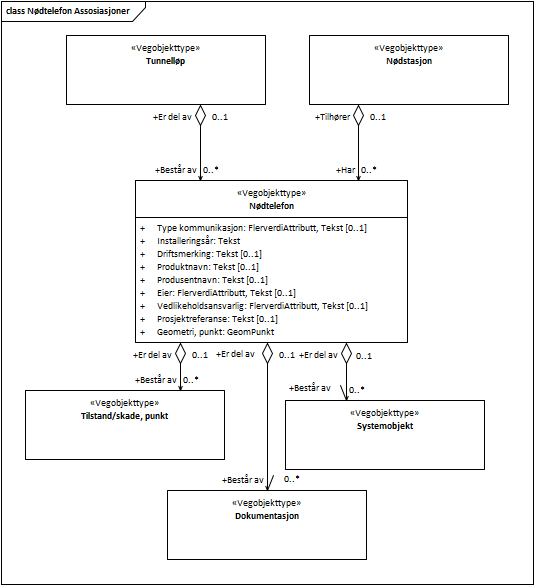 class Nødtelefon Assosiasjoner
«Vegobjekttype»
Tunnelløp
«Vegobjekttype»
Nødstasjon
+Er del av 0..1
+Tilhører 0..1
+Består av 0..*
+Har 0..*
«Vegobjekttype»
Nødtelefon
+ Type kommunikasjon: FlerverdiAttributt, Tekst [0..1]
+ Installeringsår: Tekst
+ Driftsmerking: Tekst [0..1]
+ Produktnavn: Tekst [0..1]
+ Produsentnavn: Tekst [0..1]
+ Eier: FlerverdiAttributt, Tekst [0..1]
+ Vedlikeholdsansvarlig: FlerverdiAttributt, Tekst [0..1]
+ Prosjektreferanse: Tekst [0..1]
+ Geometri, punkt: GeomPunkt
+Er del av 0..1
+Er del av 0..1
+Er del av 0..1
+Består av 0..*
+Består av 0..*
«Vegobjekttype»
Tilstand/skade, punkt
«Vegobjekttype»
Systemobjekt
+Består av 0..*
«Vegobjekttype»
Dokumentasjon